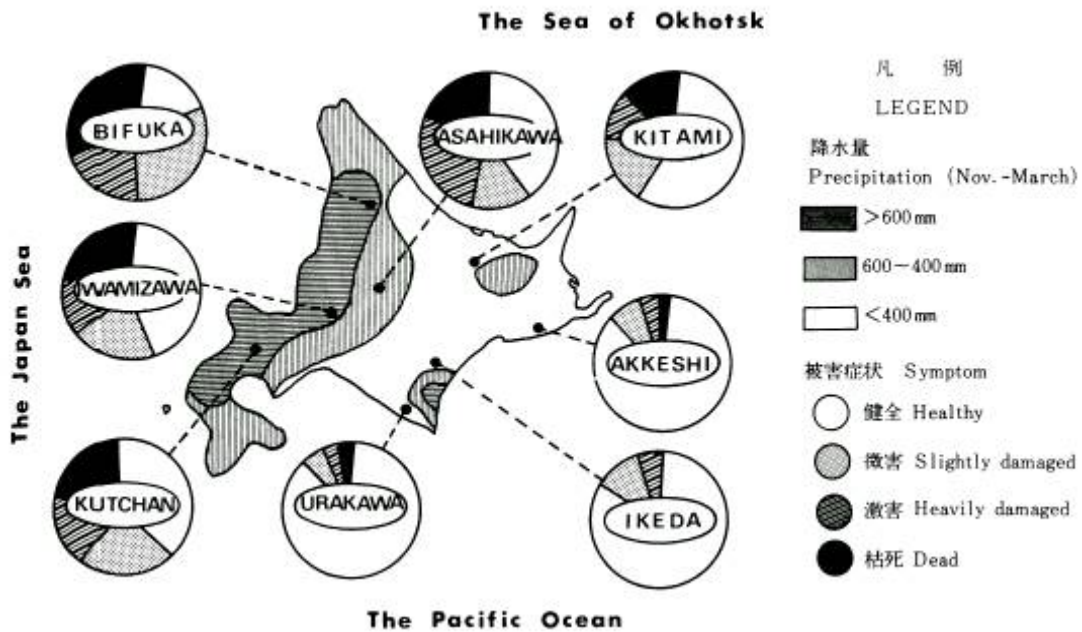 The Sea of Okhotsk
BIFUKA
ASAHIKAWA
KITAMI
WAMIZAWA
AKKESHI
KUTCHAN
URAKAWA
IKEDA
The Japan Sea
The Pacific Ocean
凡 例
LEGEND
降水量
Precipitation (Nov.-March)
>600mm
600-400mm
<400mm
被害症状 Symptom
健全 Healthy
微害 Slightly damaged
激害 Heavily damaged
枯死 Dead